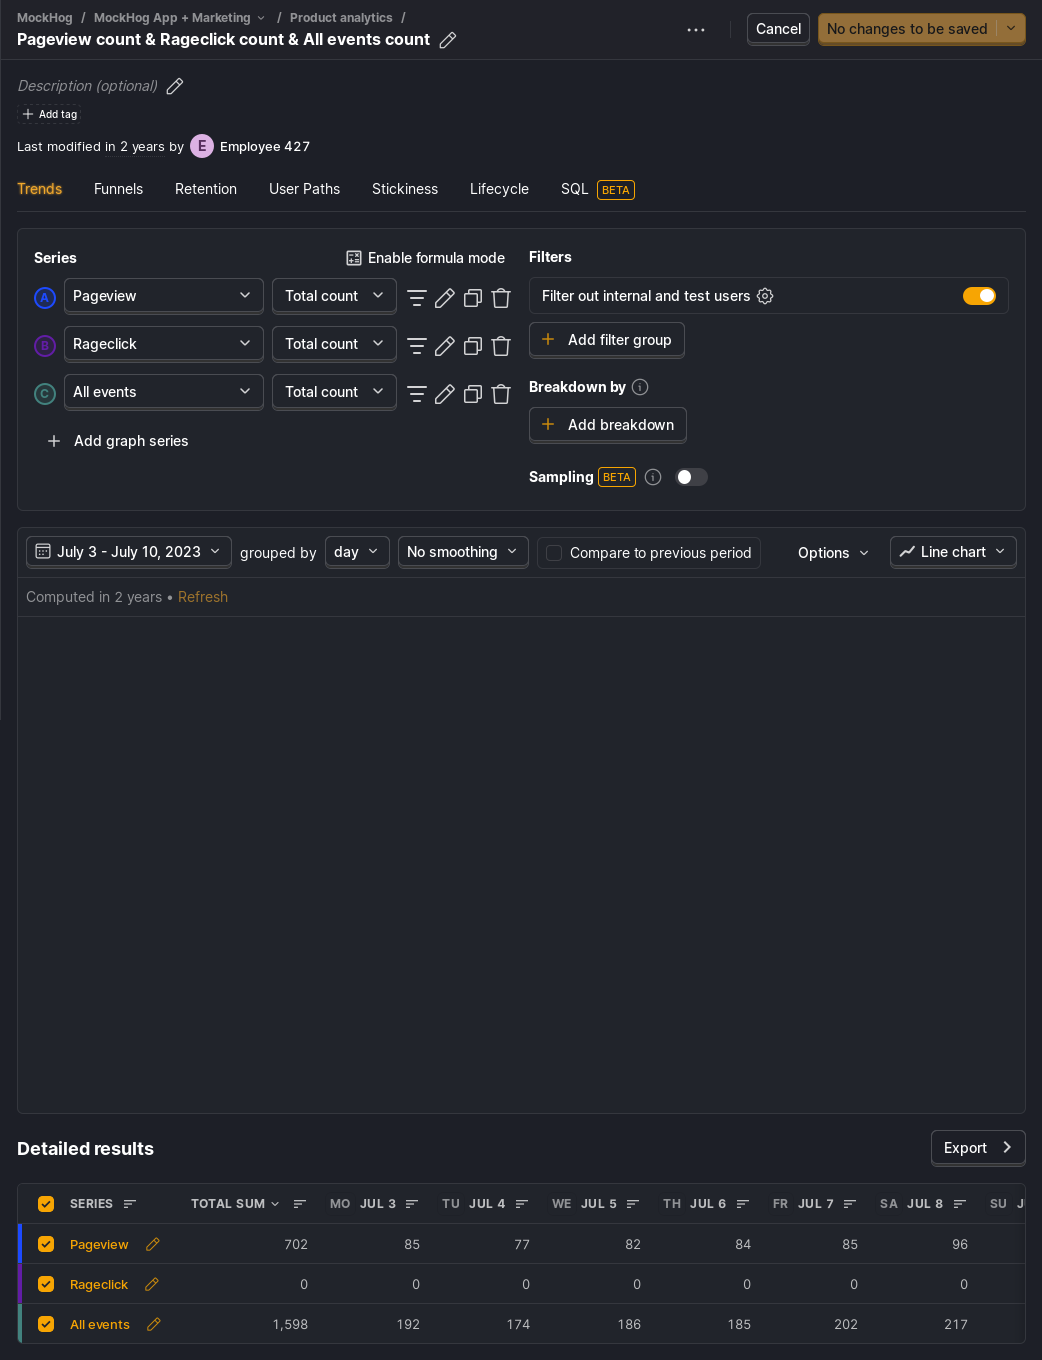 MockHog / MockHog App + Marketing / Product analytics /
Pageview count & Rageclick count & All events count
Cancel
No changes to be saved
Description (optional)
Add tag
Last modified in 2 years by E Employee 427
Trends Funnels Retention User Paths Stickiness Lifecycle SQL BETA
Series
Enable formula mode
A Pageview Total count
B Rageclick Total count
C All events Total count
Add graph series
Filters
Filter out internal and test users
Add filter group
Breakdown by
Add breakdown
Sampling BETA
July 3 - July 10, 2023 grouped by day No smoothing Compare to previous period Options Line chart
Computed in 2 years • Refresh
Detailed results
Export
SERIES TOTAL SUM MO JUL 3 TU JUL 4 WE JUL 5 TH JUL 6 FR JUL 7 SA JUL 8 SU
Pageview 702 85 77 82 84 85 96
Rageclick 0 0 0 0 0 0 0
All events 1,598 192 174 186 185 202 217